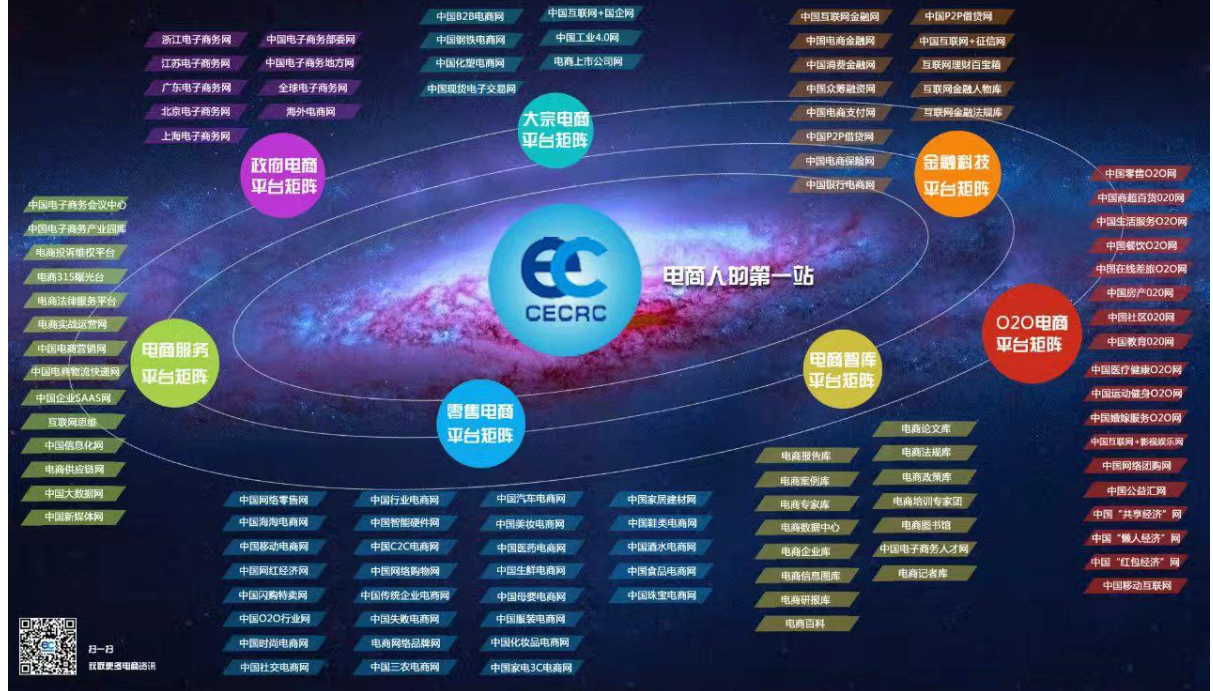 浙江电子商务网
江苏电子商务网
广东电子商务网
北京电子商务网
上海电子商务网
中国电子商务部委网
中国电子商务地方网
全球电子商务网
海外电商网
政府电商
平台矩阵
中国B2B电商网
中国钢铁电商网
中国化塑电商网
中国现货电子交易网
中国互联网+国企网
中国工业4.0网
电商上市公司网
大宗电商
平台矩阵
中国互联网金融网
中国电商金融网
中国消费金融网
中国众筹融资网
中国电商支付网
中国P2P借贷网
中国电商保险网
中国银行电商网
中国P2P借贷网
中国互联网+征信网
互联网理财百宝箱
互联网金融人物库
互联网金融法规库
金融科技
平台矩阵
中国电子商务会议中心
中国电子商务产业园库
电商投诉维权平台
电商315曝光台
电商法律服务平台
电商实战运营网
中国电商营销网
中国电商物流快递网
中国企业SAAS网
互联网思维
中国信息化网
电商供应链网
中国大数据网
中国新媒体网
电商服务
平台矩阵
CECRC
电商人的第一站
中国零售O2O网
中国商超百货020网
中国生活服务O2O网
中国餐饮O2O网
中国在线差旅O2O网
中国房产020网
中国社区020网
中国教育020网
中国医疗健康O2O网
中国运动健身O2O网
中国婚嫁服务O2O网
中国互联网+影视娱乐网
中国网络团购网
中国公益汇网
中国“共享经济”网
中国“懒人经济”网
中国“红包经济”网
中国移动互联网
O2O电商
平台矩阵
电商智库
平台矩阵
电商报告库
电商案例库
电商专家库
电商数据中心
电商企业库
电商信息图库
电商研报库
电商百科
电商论文库
电商法规库
电商政策库
电商培训专家团
电商图书馆
中国电子商务人才网
电商记者库
零售电商
平台矩阵
中国网络零售网
中国海淘电商网
中国移动电商网
中国网红经济网
中国闪购特卖网
中国O2O行业网
中国时尚电商网
中国社交电商网
中国行业电商网
中国智能硬件网
中国C2C电商网
中国网络购物网
中国传统企业电商网
中国失败电商网
电商网络品牌网
中国三农电商网
中国汽车电商网
中国美妆电商网
中国医药电商网
中国生鲜电商网
中国母婴电商网
中国服装电商网
中国化妆品电商网
中国家电3C电商网
中国家居建材网
中国鞋类电商网
中国酒水电商网
中国食品电商网
中国珠宝电商网
扫一扫
获取更多电商资讯